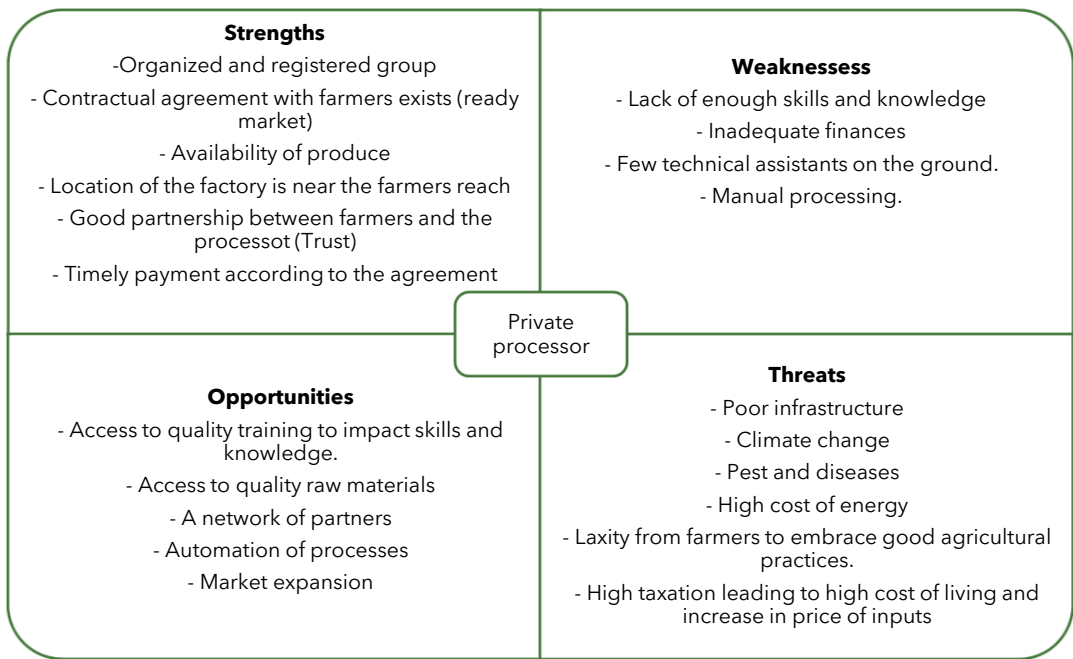 Strengths
-Organized and registered group
- Contractual agreement with farmers exists (ready
market)
- Availability of produce
- Location of the factory is near the farmers reach
- Good partnership between farmers and the
processot (Trust)
- Timely payment according to the agreement
Weaknessess
- Lack of enough skills and knowledge
- Inadequate finances
- Few technical assistants on the ground.
- Manual processing.
Private
processor
Opportunities
- Access to quality training to impact skills and
knowledge.
- Access to quality raw materials
- A network of partners
- Automation of processes
- Market expansion
Threats
- Poor infrastructure
- Climate change
- Pest and diseases
- High cost of energy
- Laxity from farmers to embrace good agricultural
practices.
- High taxation leading to high cost of living and
increase in price of inputs